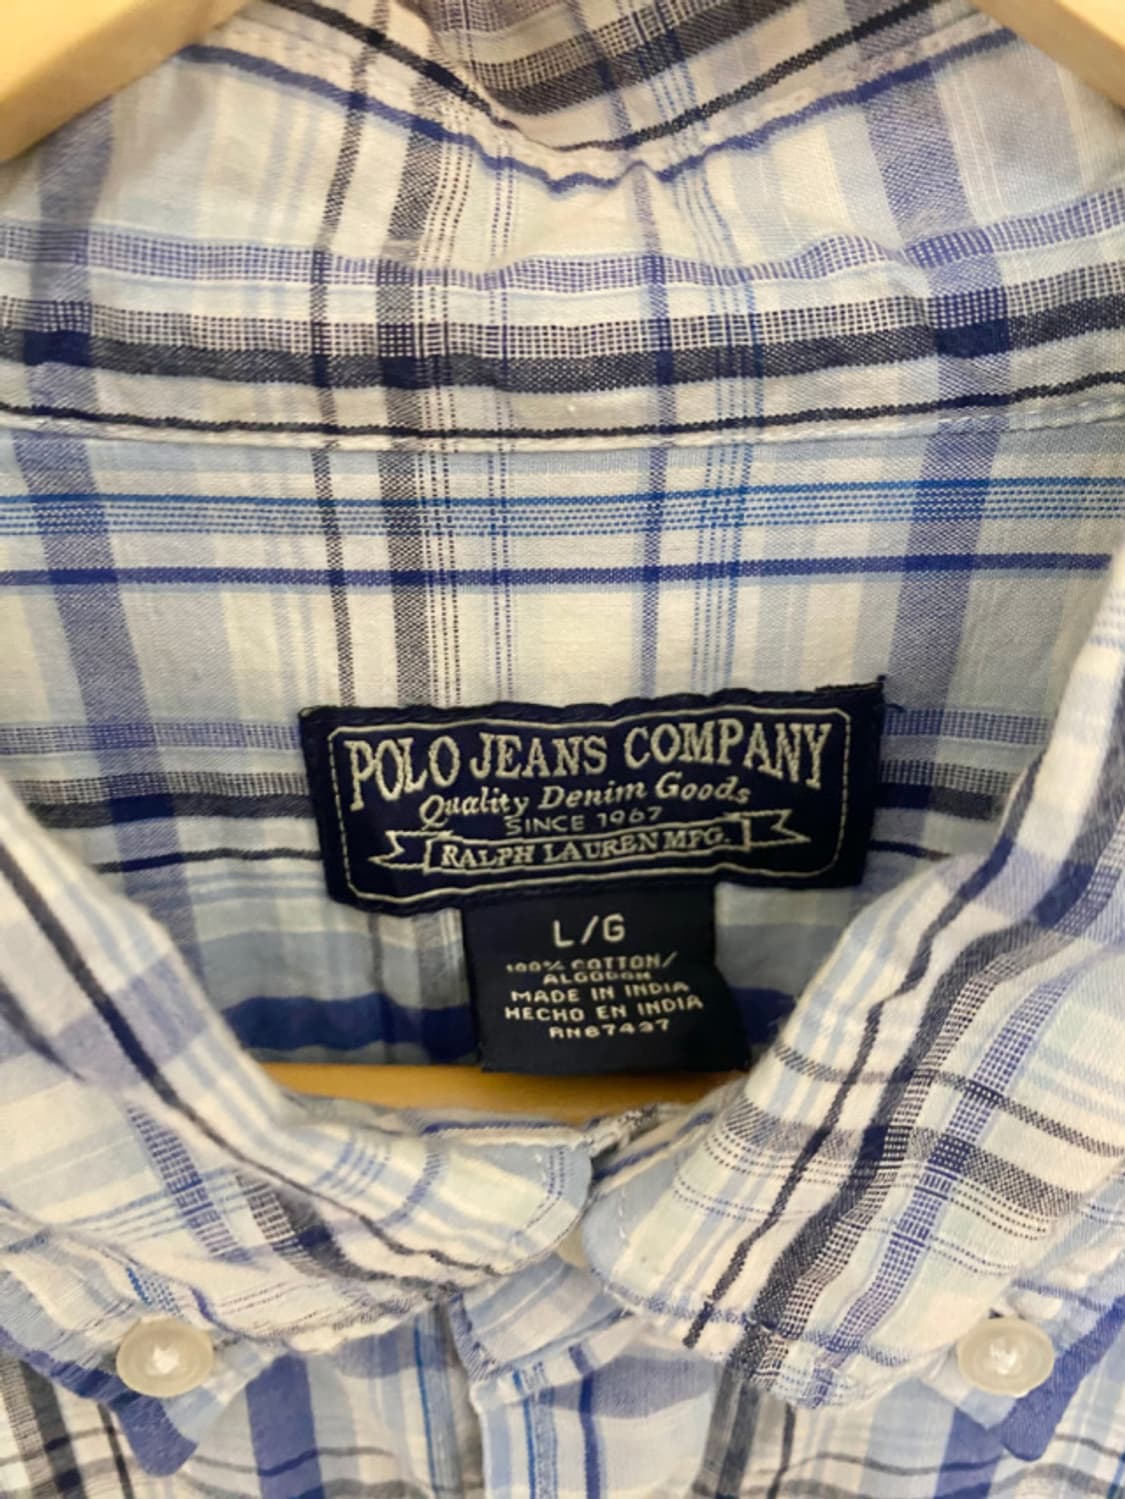 POLO JEANS COMPANY
Quality Denim Goods
SINCE 1967
RALPH LAUREN MFG.
L/G
100% COTTON/
ALGODON
MADE IN INDIA
HECHO EN INDIA
RN67437